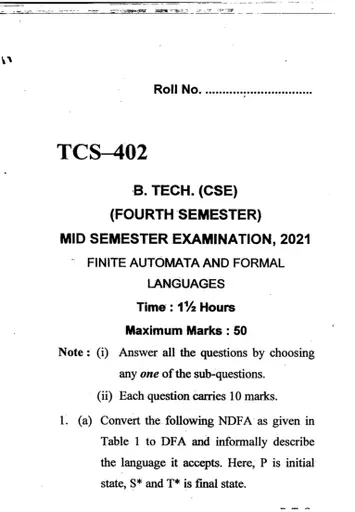 Roll No. ................................
TCS–402
B. TECH. (CSE)
(FOURTH SEMESTER)
MID SEMESTER EXAMINATION, 2021
FINITE AUTOMATA AND FORMAL
LANGUAGES
Time : 1½ Hours
Maximum Marks : 50
Note : (i) Answer all the questions by choosing
any one of the sub-questions.
(ii) Each question carries 10 marks.
1. (a) Convert the following NDFA as given in
Table 1 to DFA and informally describe
the language it accepts. Here, P is initial
state, S* and T* is final state.